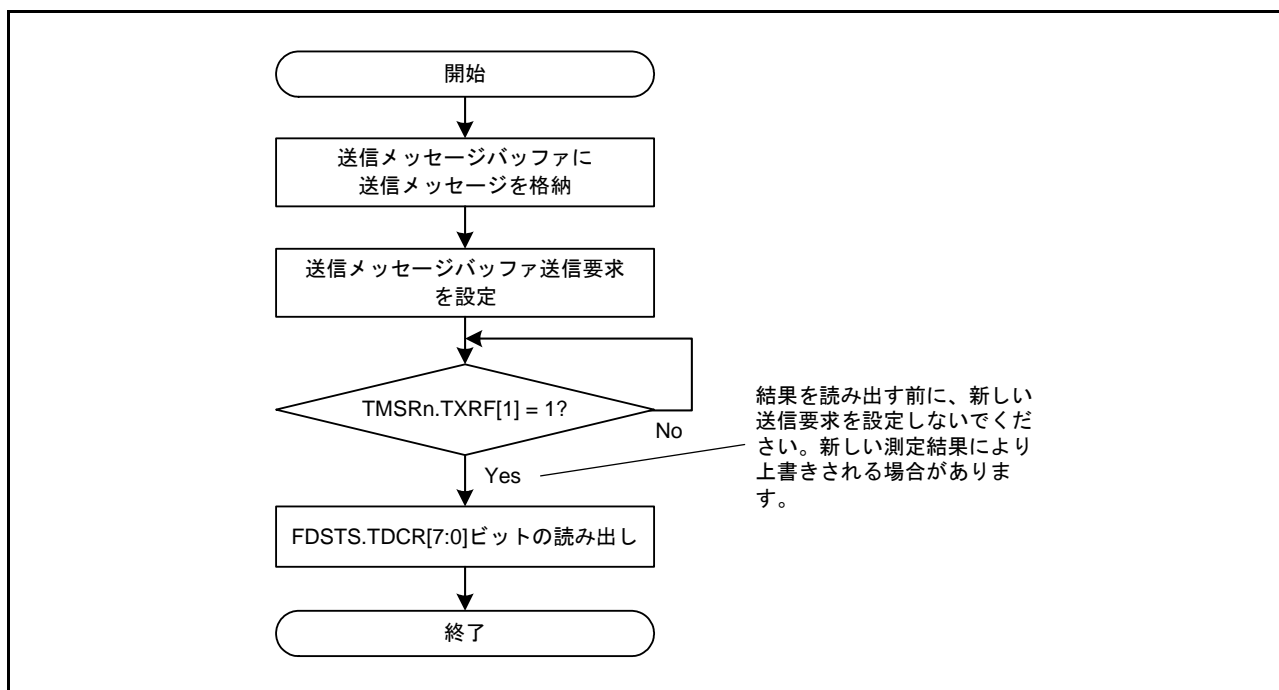 開始
送信メッセージバッファに
送信メッセージを格納
送信メッセージバッファ送信要求
を設定
TMSRn.TXRF[1] = 1?
No
Yes
結果を読み出す前に、新しい
送信要求を設定しないでくだ
さい。新しい測定結果により
上書きされる場合がありま
す。
FDSTS.TDCR[7:0]ビットの読み出し
終了